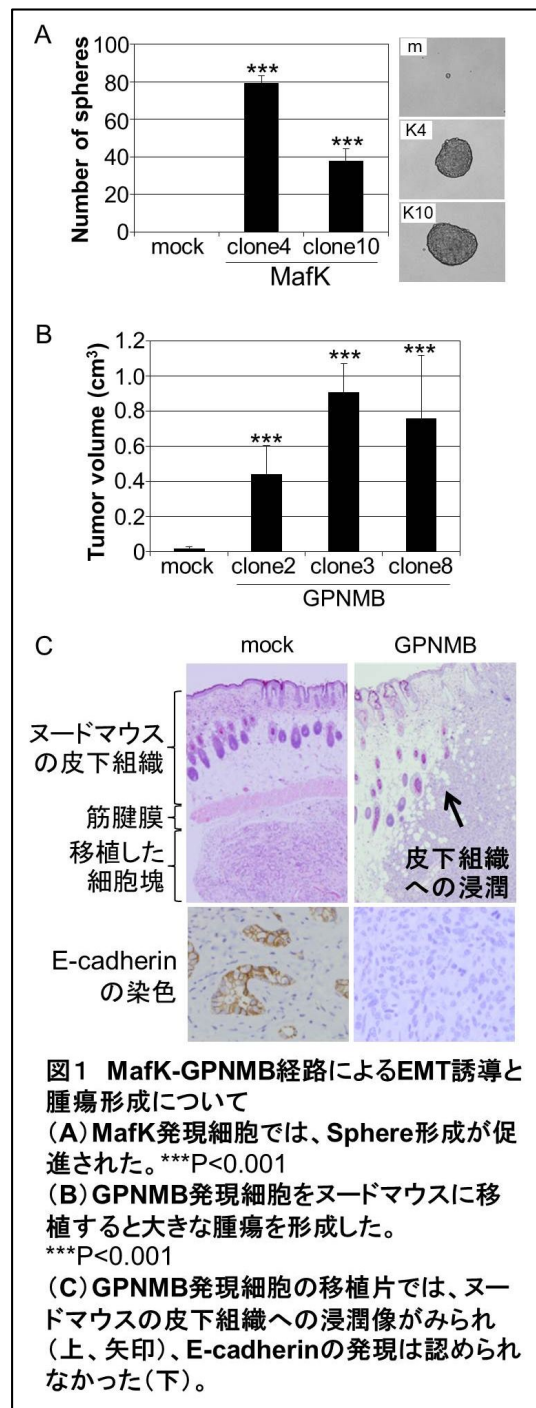 A
Number of spheres
100
80
60
40
20
0
***
***
mock
clone4
clone10
MafK
m
K4
K10
B
Tumor volume (cm³)
1.2
1.0
0.8
0.6
0.4
0.2
0
***
***
***
mock
clone2
clone3
clone8
GPNMB
C
mock
GPNMB
ヌードマウス
の皮下組織
筋腱膜
移植した
細胞塊
皮下組織
への浸潤
E-cadherin
の染色
図1 MafK-GPNMB経路によるEMT誘導と
腫瘍形成について
(A)MafK発現細胞では、Sphere形成が促
進された。***P<0.001
(B)GPNMB発現細胞をヌードマウスに移
植すると大きな腫瘍を形成した。
***P<0.001
(C)GPNMB発現細胞の移植片では、ヌー
ドマウスの皮下組織への浸潤像がみられ
(上、矢印)、E-cadherinの発現は認められ
なかった(下)。